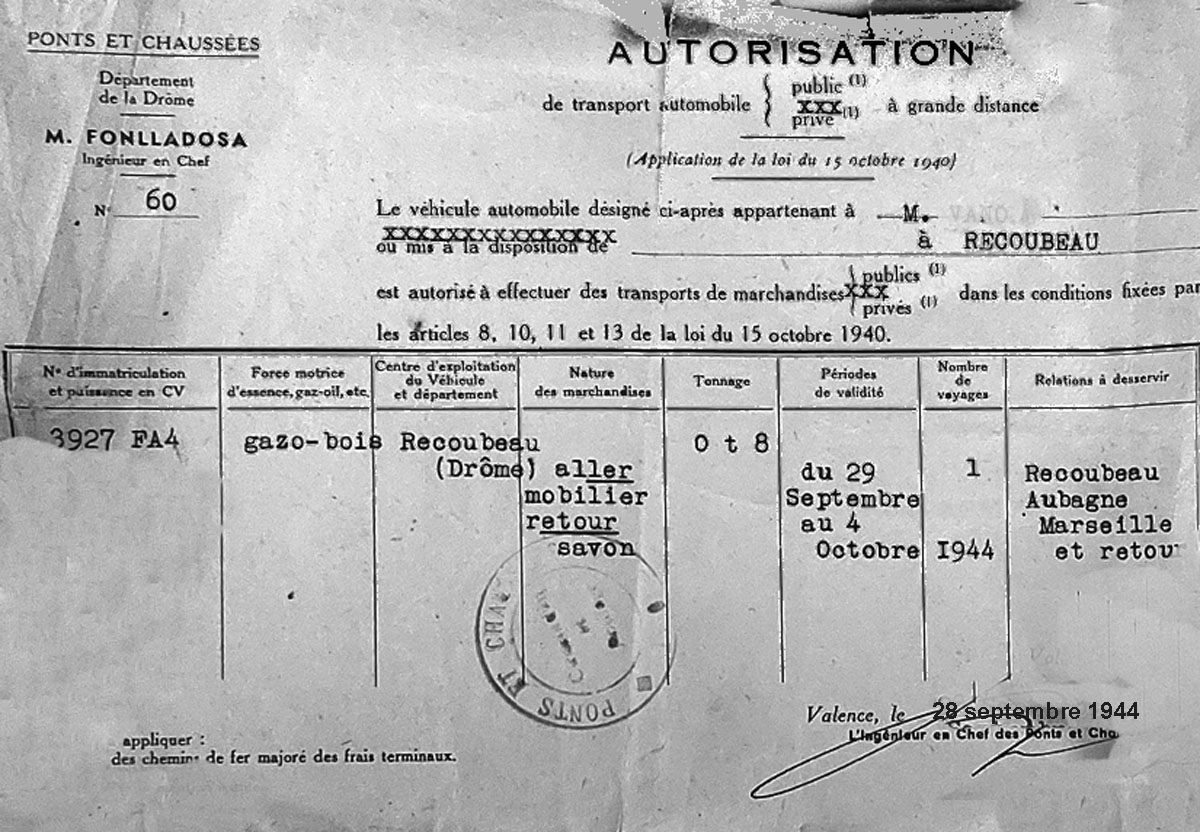 PONTS ET CHAUSSÉES
Département
de la Drôme
M. FONLLADOSA
Ingénieur en Chef
N° 60
AUTORISATION
de transport automobile { public (1) xxx privé (1) à grande distance
(Application de la loi du 15 octobre 1940)
Le véhicule automobile désigné ci-après appartenant à M. VANO
ou mis à la disposition de à RECOUBEAU
est autorisé à effectuer des transports de marchandises { publics (1) xxx privés (1) dans les conditions fixées par
les articles 8, 10, 11 et 13 de la loi du 15 octobre 1940.
N° d'immatriculation et puissance en CV
Force motrice d'essence, gaz-oil, etc.
Centre d'exploitation du Véhicule et département
Nature des marchandises
Tonnage
Périodes de validité
Nombre de voyages
Relations à desservir
3927 FA4 gazo-bois Recoubeau 0 t 8
(Drôme) aller du 29 1 Recoubeau
mobilier Septembre Aubagne
retour au 4 Marseille
savon Octobre 1944 et retou
PONTS ET CHA
Valence, le 28 septembre 1944
L'Ingénieur en Chef des Ponts et Cha
appliquer :
des chemins de fer majoré des frais terminaux.